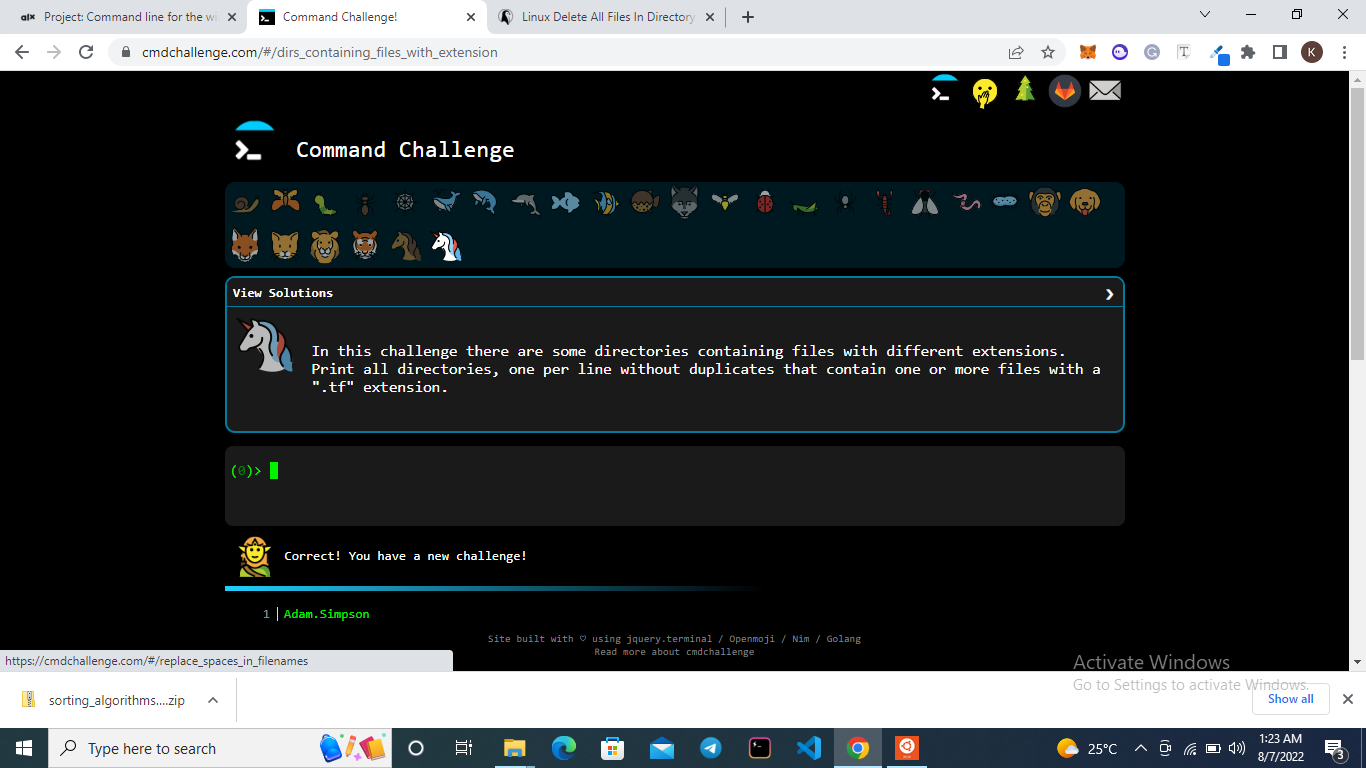 alx Project: Command line for the wi
Command Challenge!
Linux Delete All Files In Directory
cmdchallenge.com/#/dirs_containing_files_with_extension
K
Command Challenge
View Solutions
In this challenge there are some directories containing files with different extensions.
Print all directories, one per line without duplicates that contain one or more files with a
".tf" extension.
(0)>
Correct! You have a new challenge!
1 Adam.Simpson
Site built with ♡ using jquery.terminal / Openmoji / Nim / Golang
Read more about cmdchallenge
https://cmdchallenge.com/#/replace_spaces_in_filenames
Activate Windows
Go to Settings to activate Windows.
sorting_algorithms....zip
Show all
Type here to search
25°C
1:23 AM
8/7/2022
3